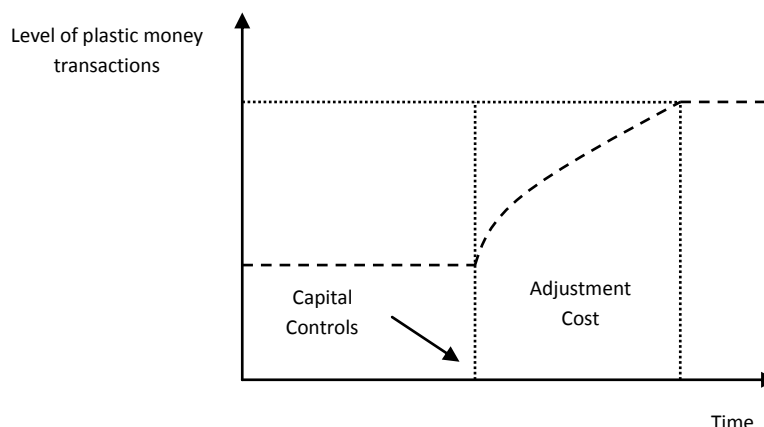 Level of plastic money
transactions
Capital
Controls
Adjustment
Cost
Time